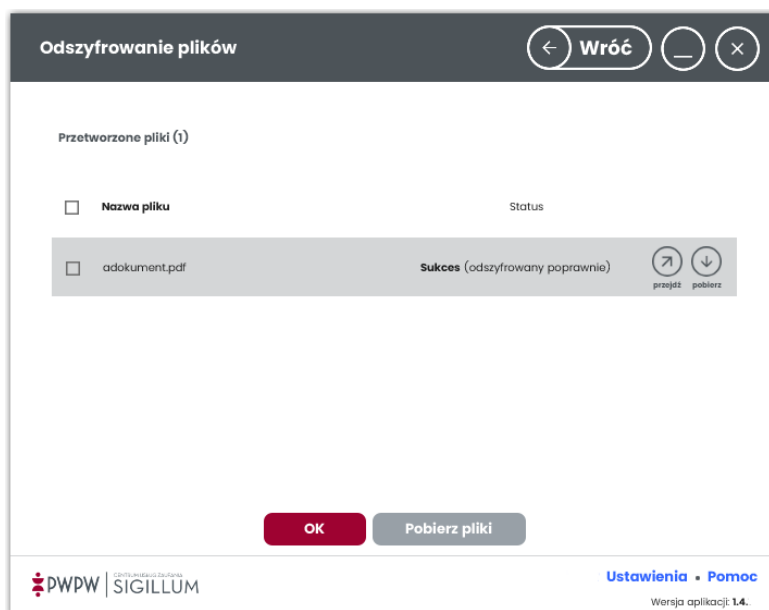 Odszyfrowanie plików
Wróć
Przetworzone pliki (1)
Nazwa pliku Status
adokument.pdf Sukces (odszyfrowany poprawnie)
przejdź pobierz
OK Pobierz pliki
PWPW SIGILLUM
Ustawienia Pomoc
Wersja aplikacji: 1.4.